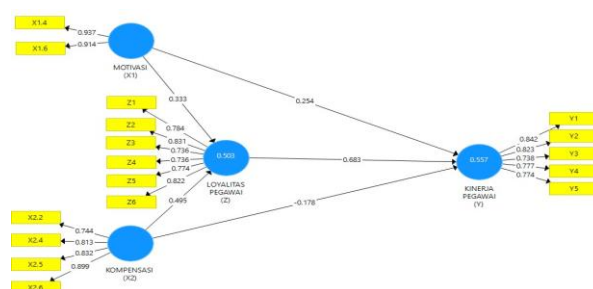 X1.4
0.937
X1.6
0.914
MOTIVASI
(X1)
0.333
0.254
Z1
0.784
Z2
0.831
Z3
0.736
Z4
0.736
Z5
0.774
Z6
0.822
0.503
LOYALITAS
PEGAWAI
(Z)
0.683
0.495
-0.178
0.557
KINERJA
PEGAWAI
(Y)
0.842
Y1
0.823
Y2
0.738
Y3
0.777
Y4
0.774
Y5
X2.2
0.744
X2.4
0.813
X2.5
0.832
X2.6
0.899
KOMPENSASI
(X2)